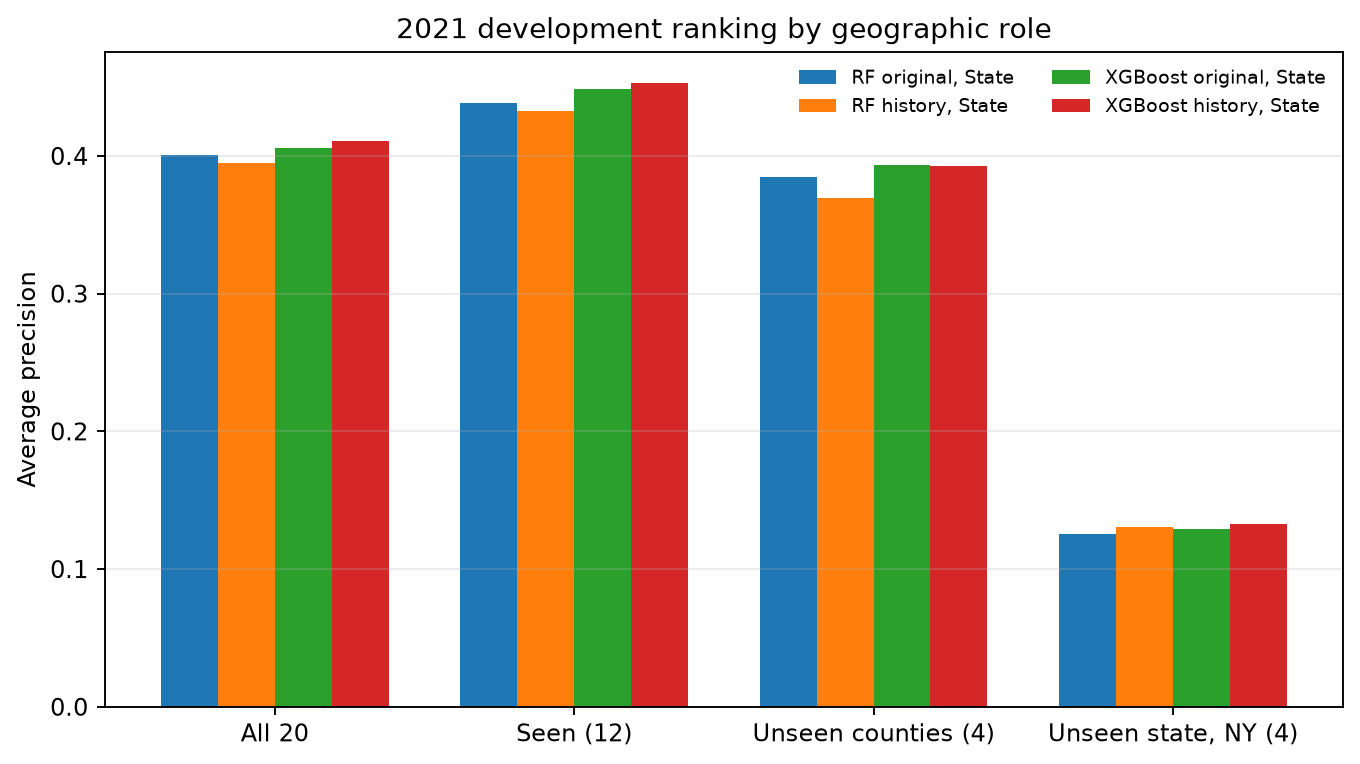 2021 development ranking by geographic role
RF original, State
RF history, State
XGBoost original, State
XGBoost history, State
Average precision
0.4
0.3
0.2
0.1
0.0
All 20
Seen (12)
Unseen counties (4)
Unseen state, NY (4)